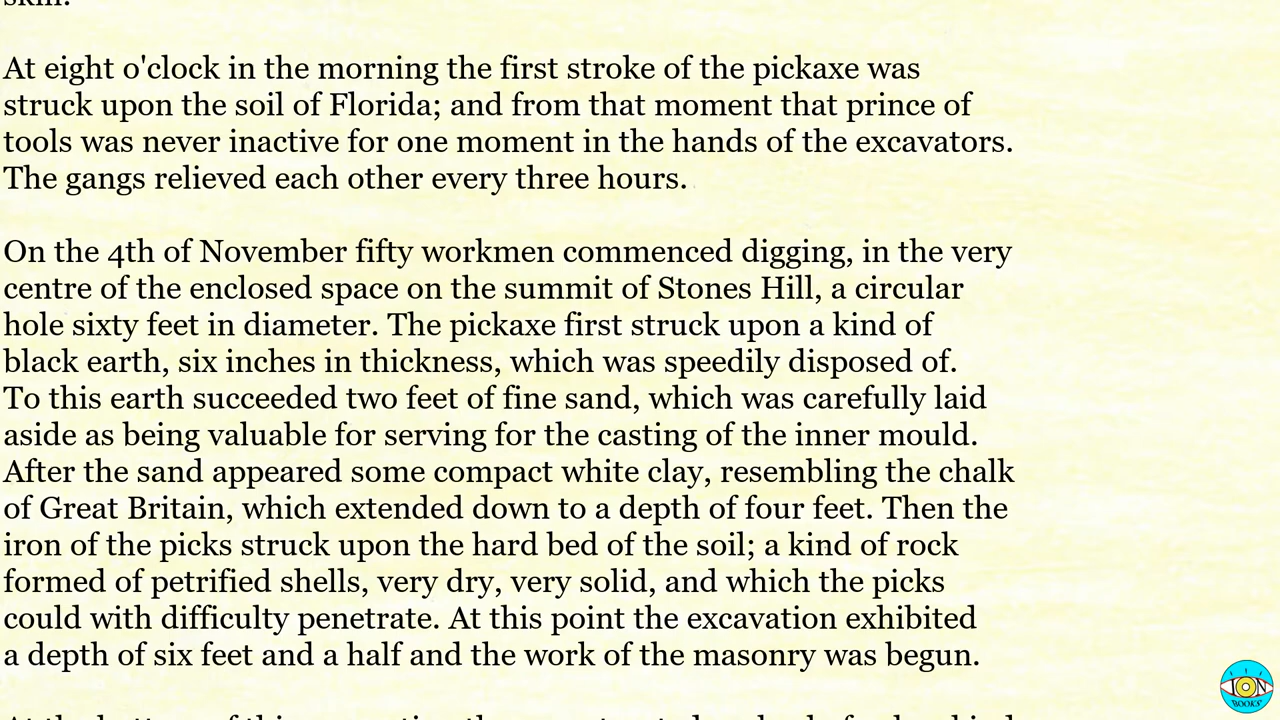 skill.
At eight o'clock in the morning the first stroke of the pickaxe was
struck upon the soil of Florida; and from that moment that prince of
tools was never inactive for one moment in the hands of the excavators.
The gangs relieved each other every three hours.
On the 4th of November fifty workmen commenced digging, in the very
centre of the enclosed space on the summit of Stones Hill, a circular
hole sixty feet in diameter. The pickaxe first struck upon a kind of
black earth, six inches in thickness, which was speedily disposed of.
To this earth succeeded two feet of fine sand, which was carefully laid
aside as being valuable for serving for the casting of the inner mould.
After the sand appeared some compact white clay, resembling the chalk
of Great Britain, which extended down to a depth of four feet. Then the
iron of the picks struck upon the hard bed of the soil; a kind of rock
formed of petrified shells, very dry, very solid, and which the picks
could with difficulty penetrate. At this point the excavation exhibited
a depth of six feet and a half and the work of the masonry was begun.
ION
BOOKS